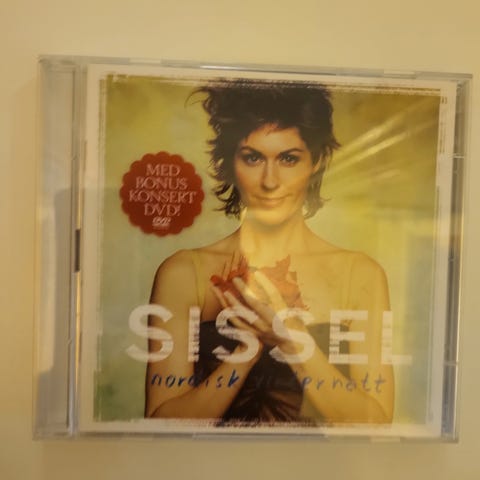 MED
BONUS
KONSERT
DVD!
DVD
SISSEL
nordisk vinternatt